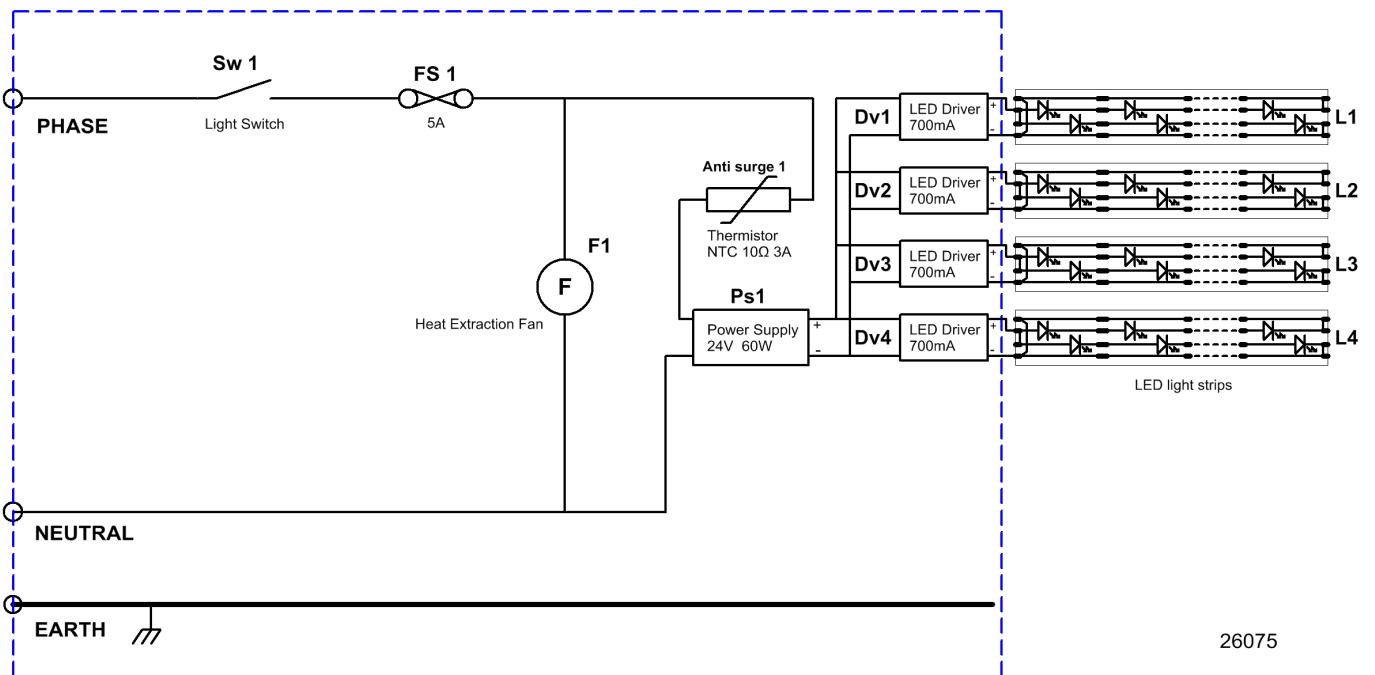 Sw 1
FS 1
PHASE
Light Switch
5A
Dv1
LED Driver
700mA
+
-
L1
Anti surge 1
Dv2
LED Driver
700mA
+
-
L2
Thermistor
NTC 10Ω 3A
F1
F
Heat Extraction Fan
Dv3
LED Driver
700mA
+
-
L3
Ps1
Power Supply
24V 60W
+
-
Dv4
LED Driver
700mA
+
-
L4
LED light strips
NEUTRAL
EARTH
26075